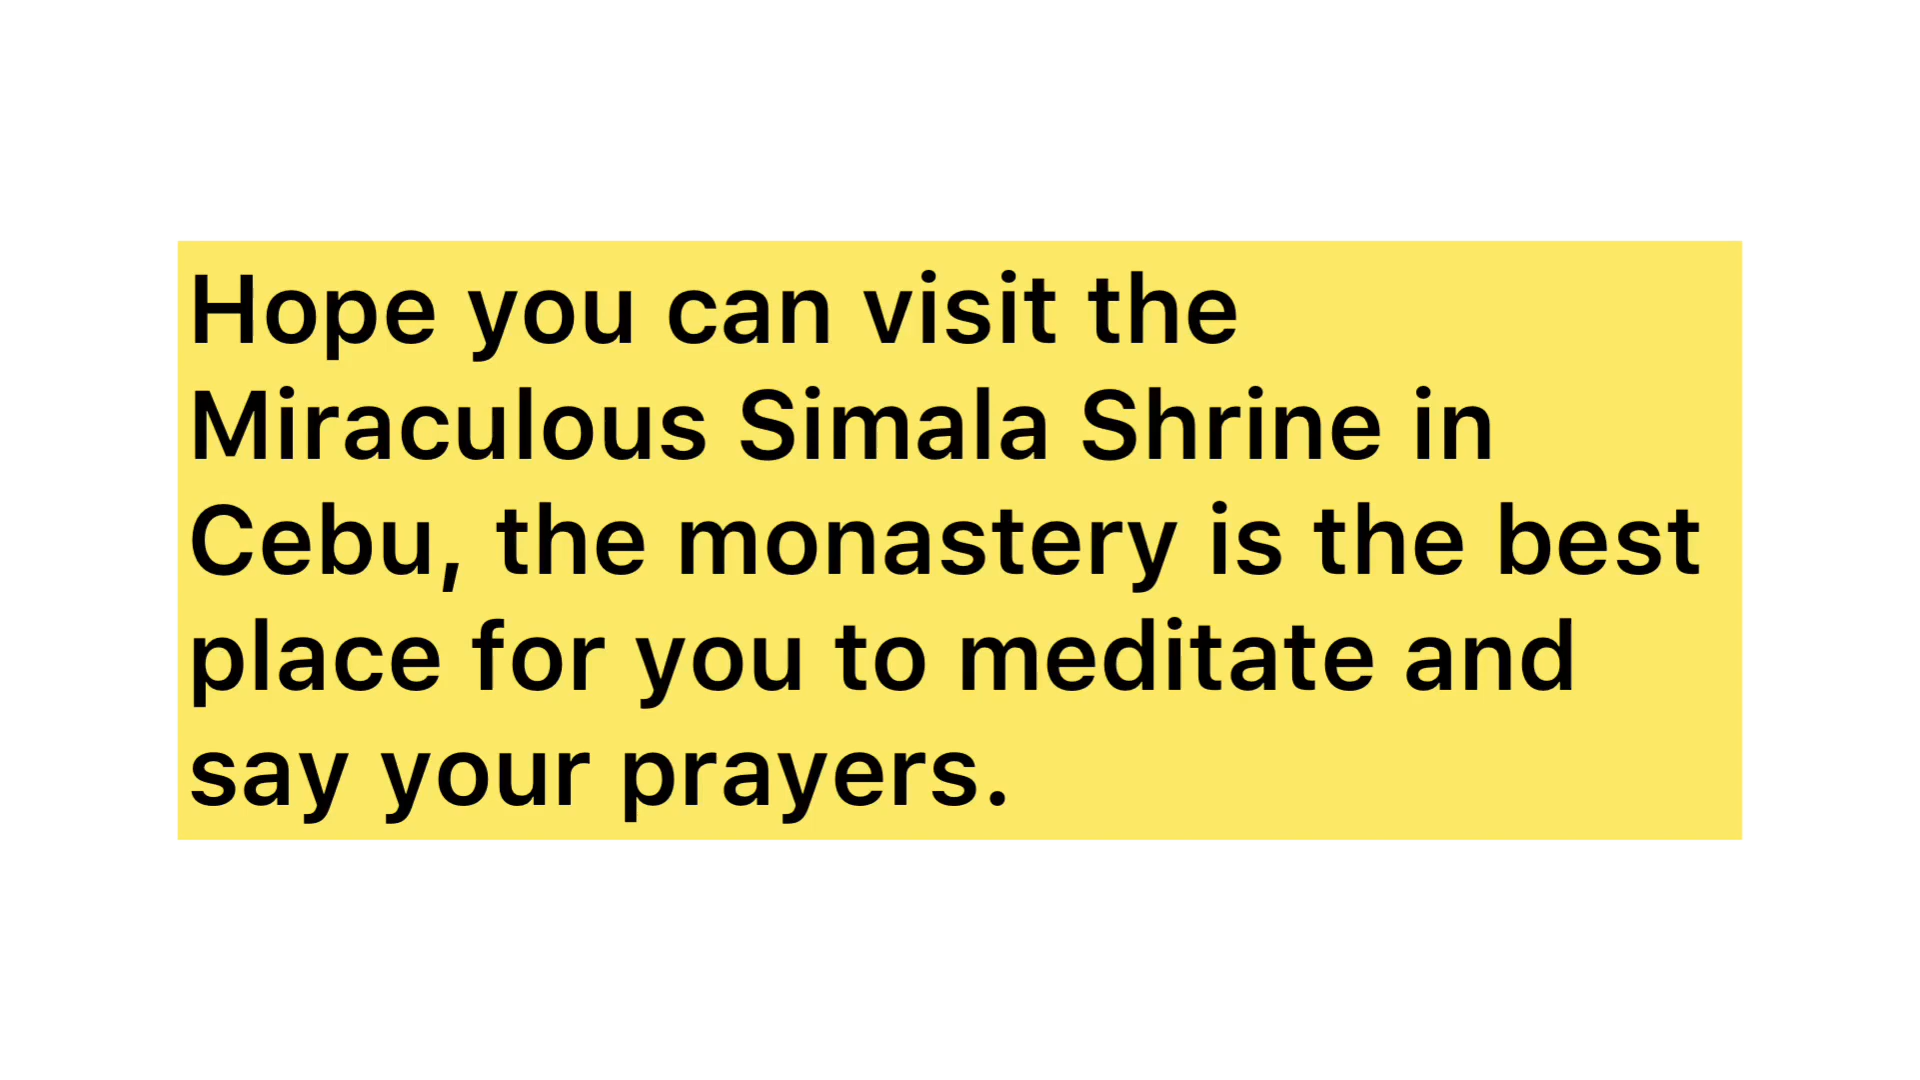 Hope you can visit the
Miraculous Simala Shrine in
Cebu, the monastery is the best
place for you to meditate and
say your prayers.